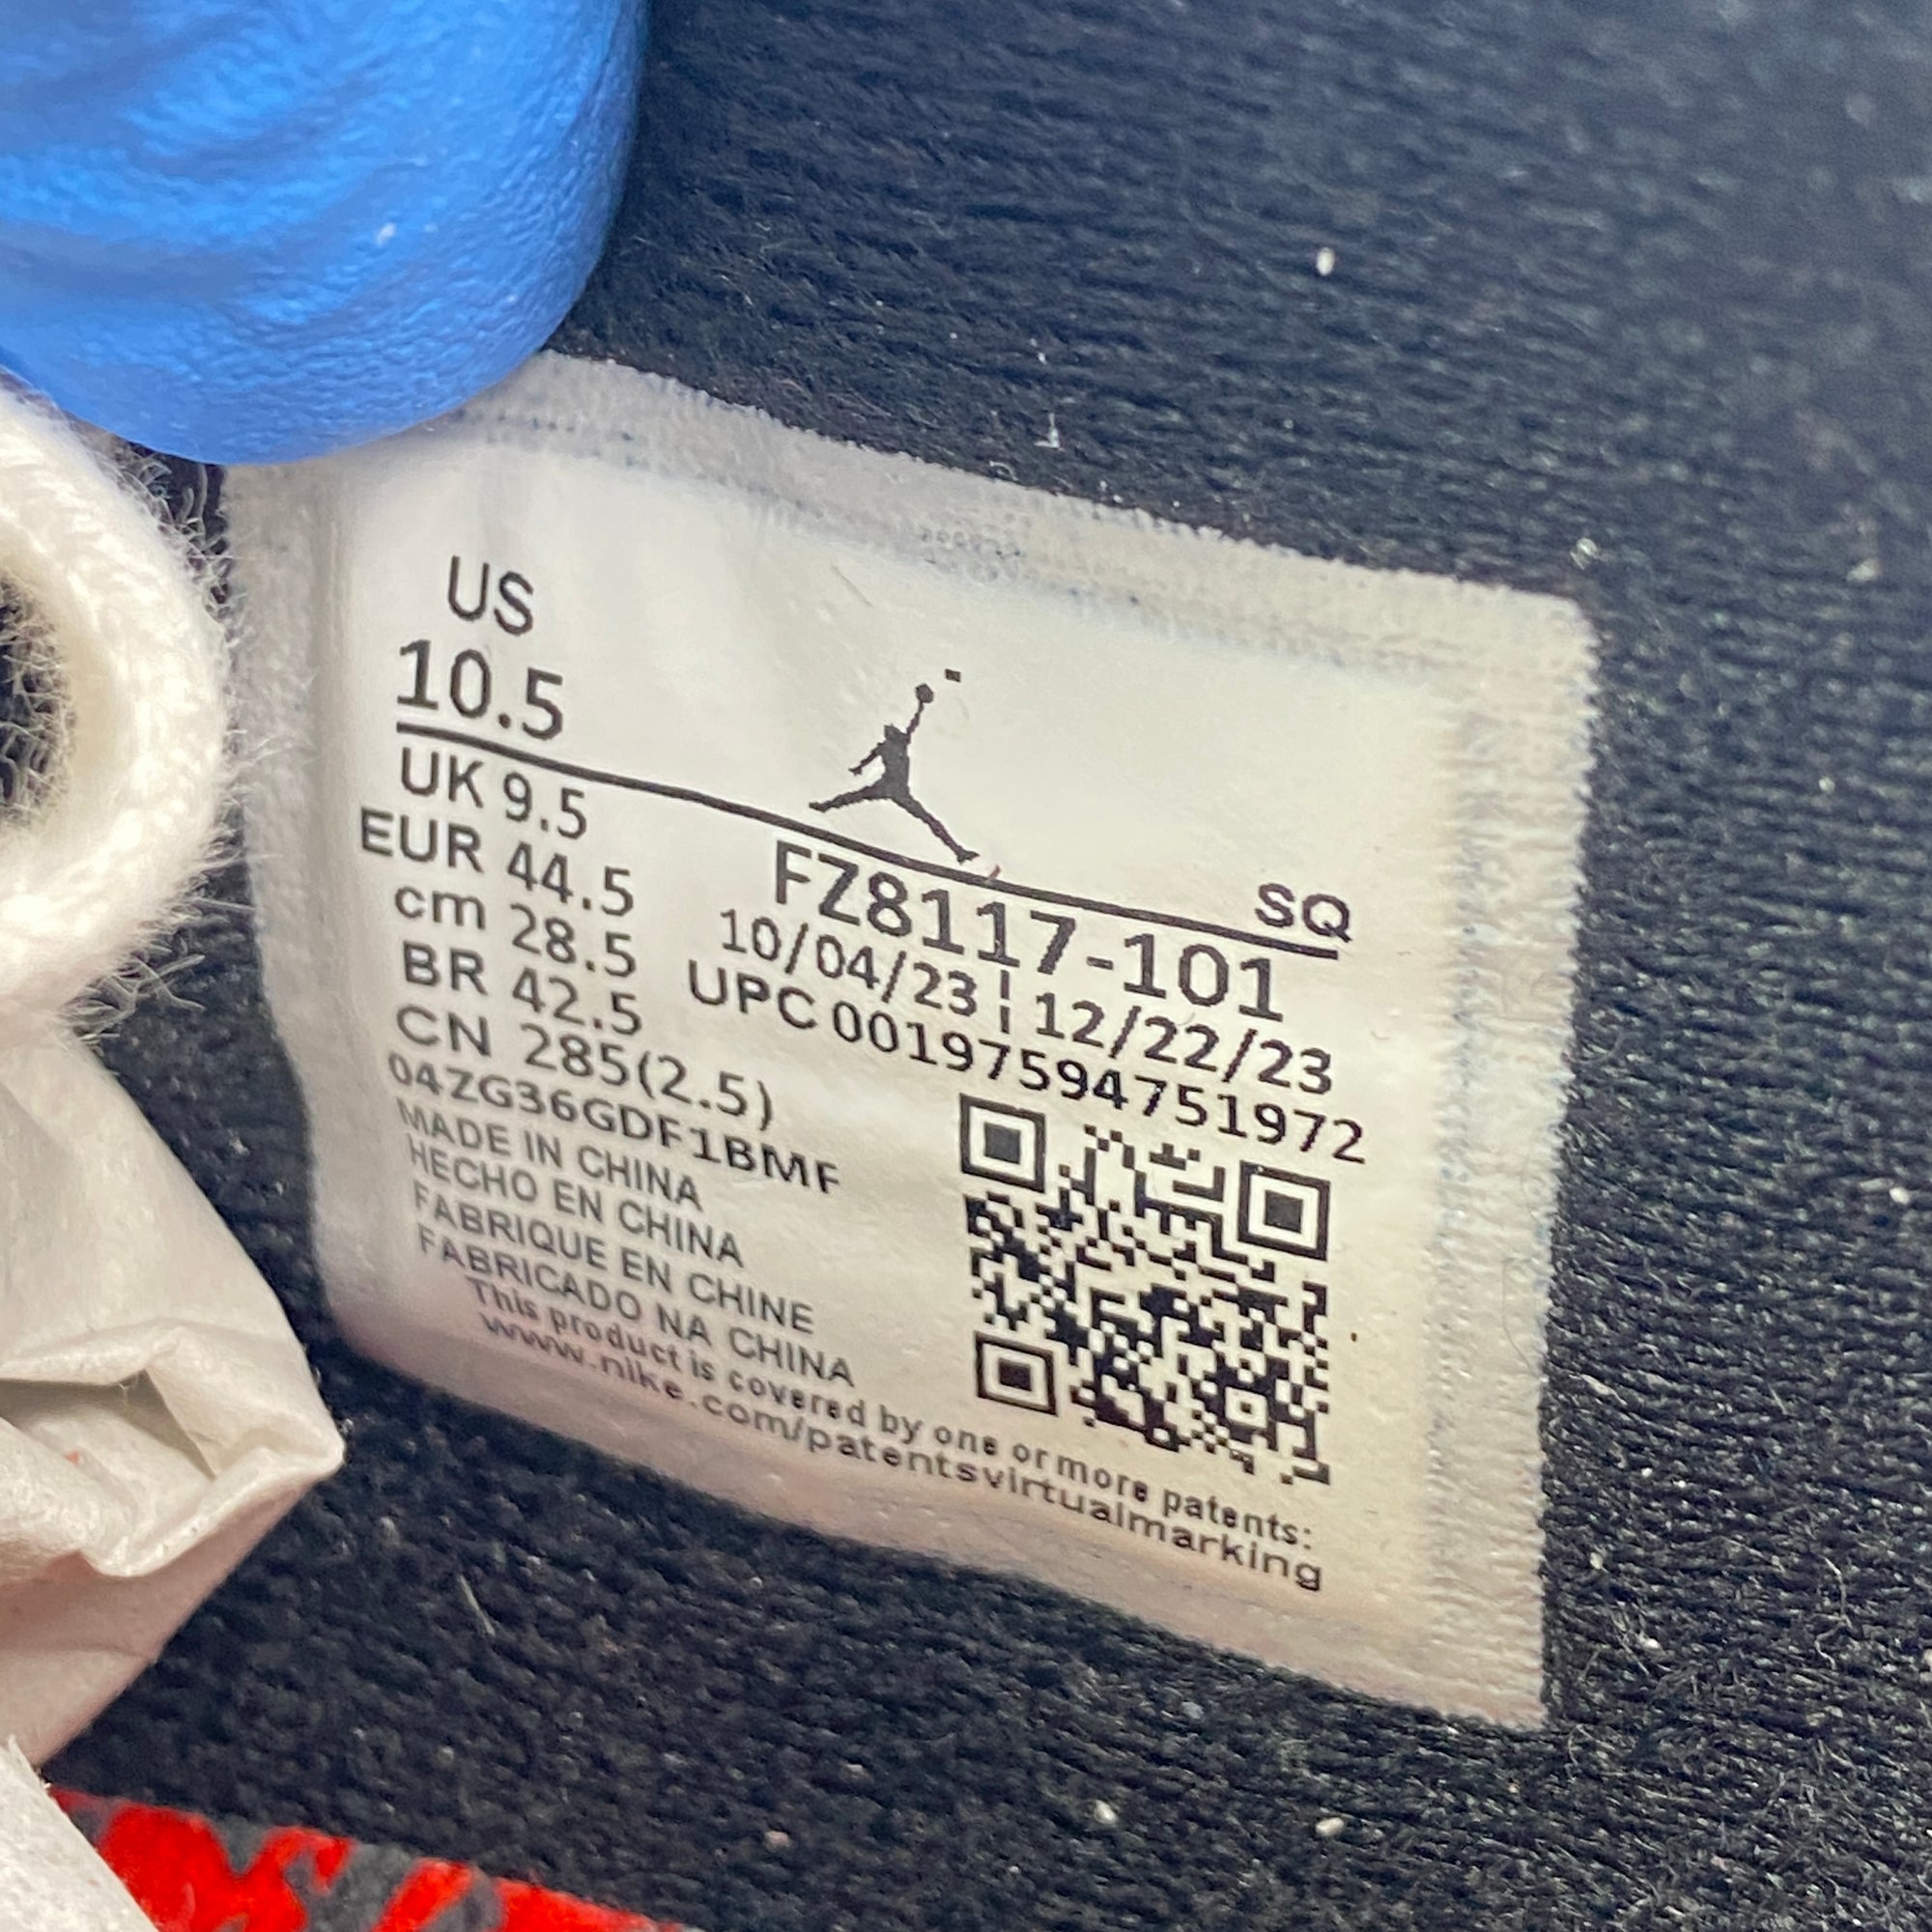 US
10.5
SQ
UK 9.5
EUR 44.5
cm 28.5
BR 42.5
CN 285(2.5)
FZ8117-101
10/04/23 ¦ 12/22/23
UPC 00197594751972
04ZG36GDF1BMF
MADE IN CHINA
HECHO EN CHINA
FABRIQUE EN CHINE
FABRICADO NA CHINA
This product is covered by one or more patents:
www.nike.com/patentsvirtualmarking